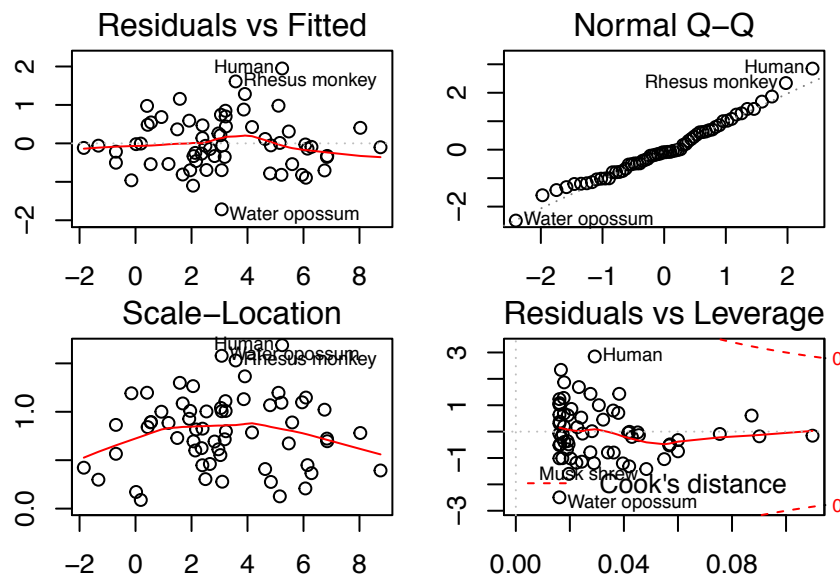 Residuals vs Fitted
2
1
0
−2
Human
Rhesus monkey
Water opossum
−2 0 2 4 6 8
Normal Q−Q
2
0
−2
Human
Rhesus monkey
Water opossum
−2 −1 0 1 2
Scale−Location
1.0
0.0
Human
Water opossum
Rhesus monkey
−2 0 2 4 6 8
Residuals vs Leverage
3
1
−1
−3
Human
Musk shrew
Cook's distance
Water opossum
0
0
0.00 0.04 0.08